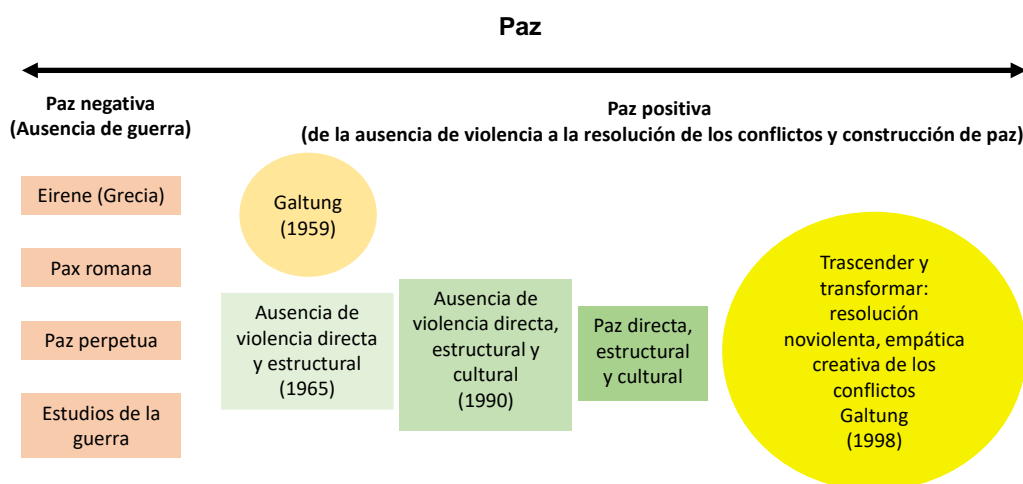 Paz
Paz negativa
(Ausencia de guerra)
Paz positiva
(de la ausencia de violencia a la resolución de los conflictos y construcción de paz)
Eirene (Grecia)
Pax romana
Paz perpetua
Estudios de la
guerra
Galtung
(1959)
Ausencia de
violencia directa
y estructural
(1965)
Ausencia de
violencia directa,
estructural y
cultural
(1990)
Paz directa,
estructural
y cultural
Trascender y
transformar:
resolución
noviolenta, empática
creativa de los
conflictos
Galtung
(1998)